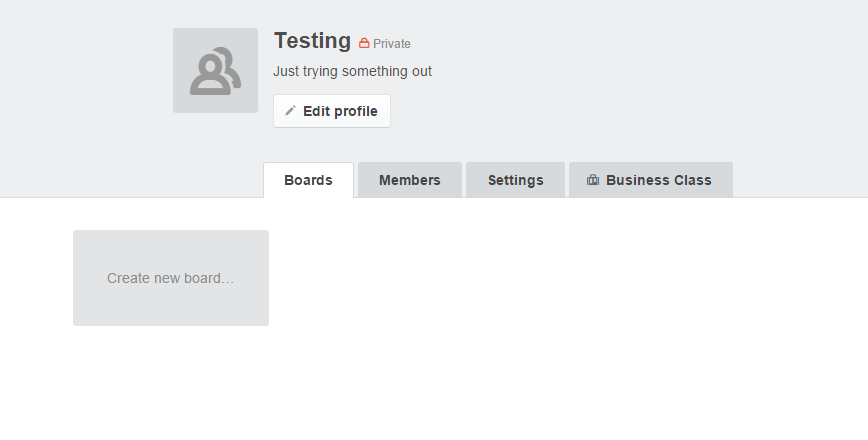 Testing Private
Just trying something out
Edit profile
Boards Members Settings Business Class
Create new board…